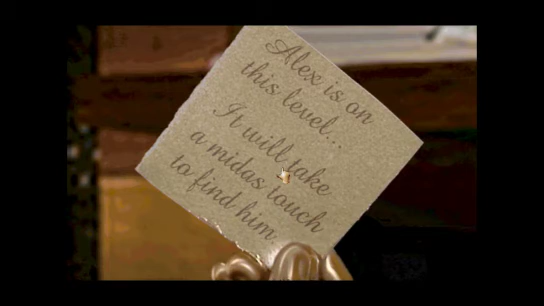 Alex is on
this level...
It will take
a midas touch
to find him.